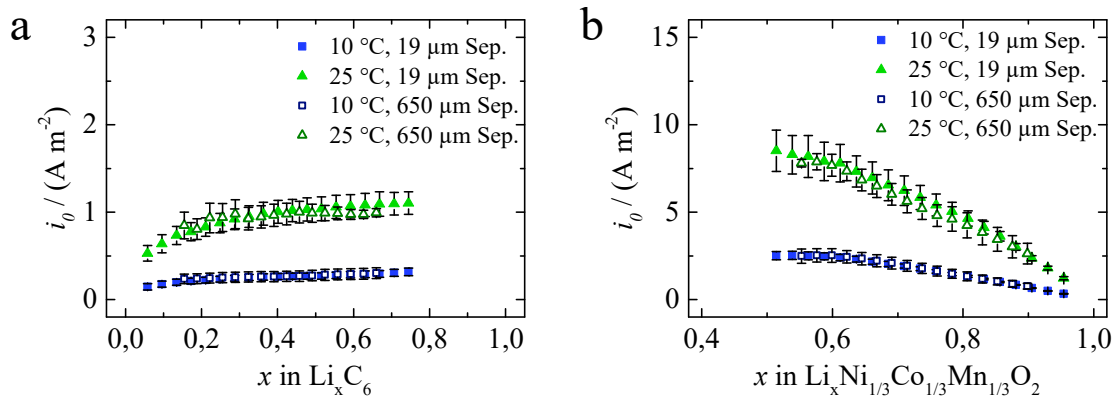 a
3
2
1
0
i₀ / (A m⁻²)
10 °C, 19 µm Sep.
25 °C, 19 µm Sep.
10 °C, 650 µm Sep.
25 °C, 650 µm Sep.
0,0 0,2 0,4 0,6 0,8 1,0
x in LiₓC₆
b
15
10
5
0
i₀ / (A m⁻²)
10 °C, 19 µm Sep.
25 °C, 19 µm Sep.
10 °C, 650 µm Sep.
25 °C, 650 µm Sep.
0,4 0,6 0,8 1,0
x in LiₓNi₁/₃Co₁/₃Mn₁/₃O₂